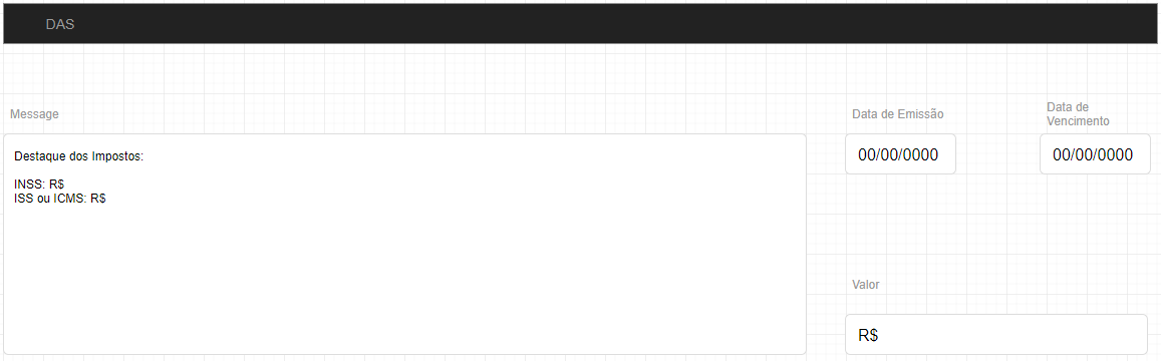 DAS
Message
Destaque dos Impostos:
INSS: R$
ISS ou ICMS: R$
Data de Emissão
00/00/0000
Data de
Vencimento
00/00/0000
Valor
R$